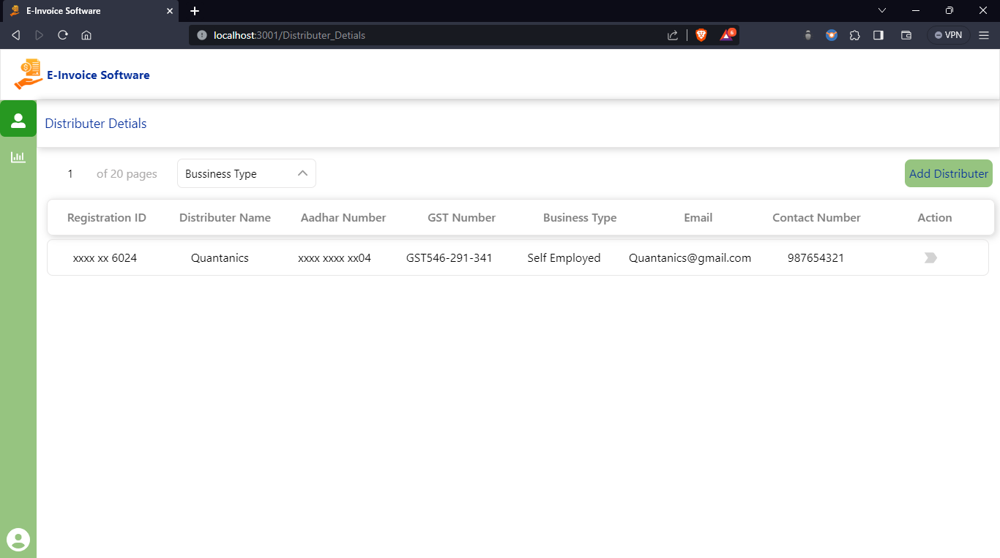 E-Invoice Software
localhost:3001/Distributer_Detials
6
VPN
E-Invoice Software
Distributer Detials
1 of 20 pages Bussiness Type Add Distributer
Registration ID Distributer Name Aadhar Number GST Number Business Type Email Contact Number Action
xxxx xx 6024 Quantanics xxxx xxxx xx04 GST546-291-341 Self Employed Quantanics@gmail.com 987654321